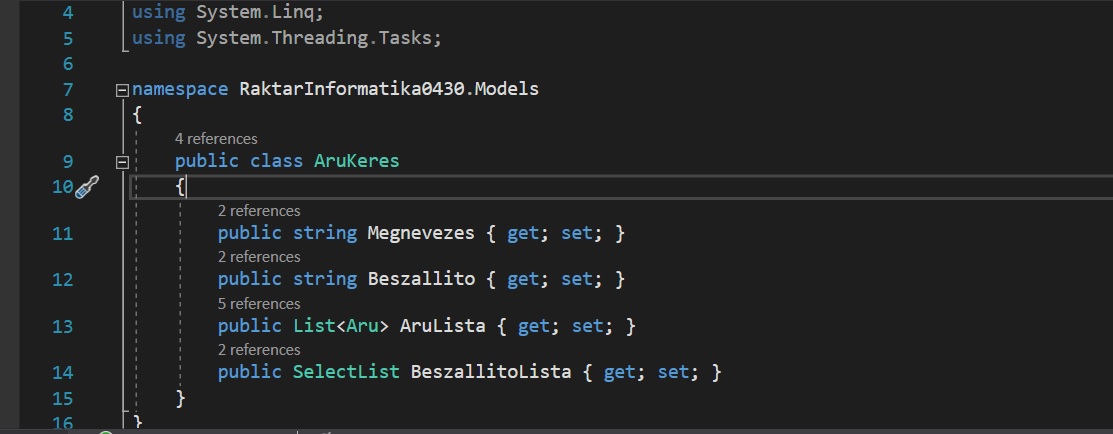 4 using System.Linq;
5 using System.Threading.Tasks;
6
7 namespace RaktarInformatika0430.Models
8 {
4 references
9 public class AruKeres
10 {
2 references
11 public string Megnevezes { get; set; }
2 references
12 public string Beszallito { get; set; }
5 references
13 public List<Aru> AruLista { get; set; }
2 references
14 public SelectList BeszallitoLista { get; set; }
15 }
16 }